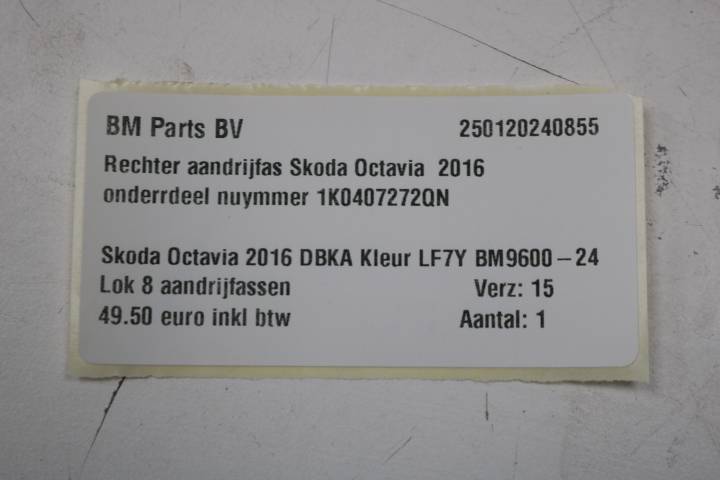 BM Parts BV 250120240855
Rechter aandrijfas Skoda Octavia 2016
onderrdeel nuymmer 1K0407272QN
Skoda Octavia 2016 DBKA Kleur LF7Y BM9600-24
Lok 8 aandrijfassen Verz: 15
49.50 euro inkl btw Aantal: 1